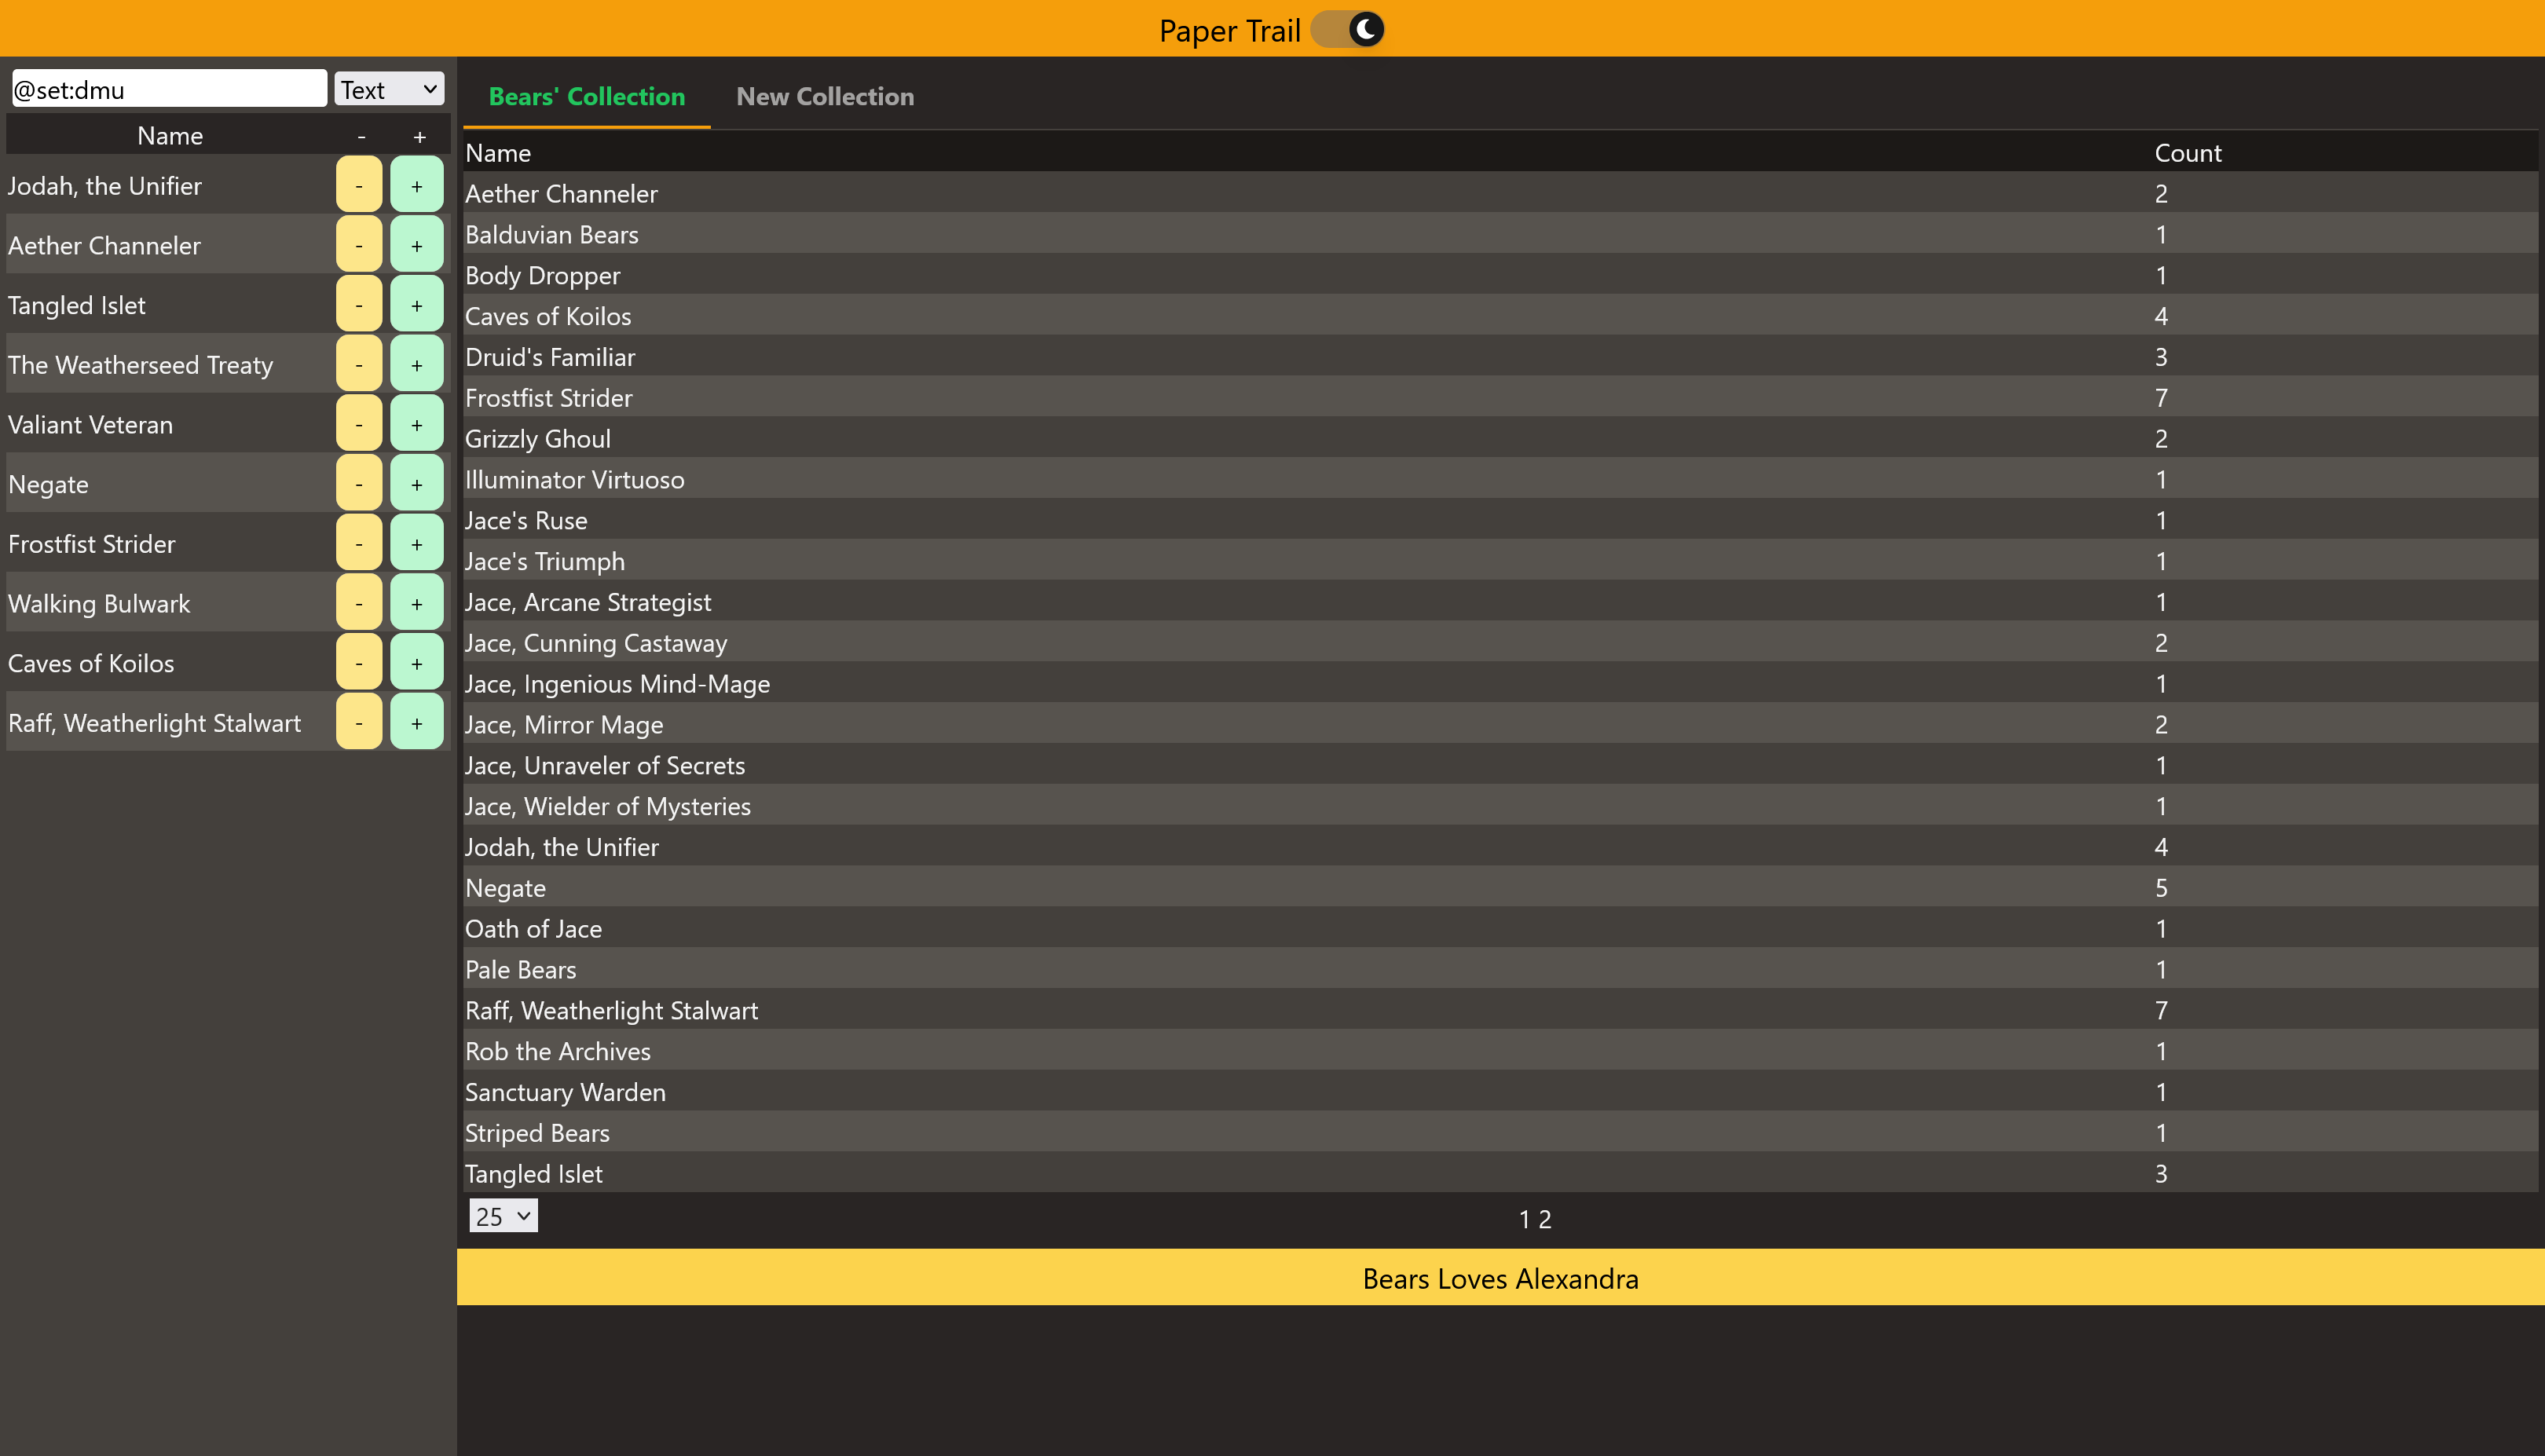 Paper Trail
@set:dmu Text
Name - +
Jodah, the Unifier - +
Aether Channeler - +
Tangled Islet - +
The Weatherseed Treaty - +
Valiant Veteran - +
Negate - +
Frostfist Strider - +
Walking Bulwark - +
Caves of Koilos - +
Raff, Weatherlight Stalwart - +
Bears' Collection New Collection
Name Count
Aether Channeler 2
Balduvian Bears 1
Body Dropper 1
Caves of Koilos 4
Druid's Familiar 3
Frostfist Strider 7
Grizzly Ghoul 2
Illuminator Virtuoso 1
Jace's Ruse 1
Jace's Triumph 1
Jace, Arcane Strategist 1
Jace, Cunning Castaway 2
Jace, Ingenious Mind-Mage 1
Jace, Mirror Mage 2
Jace, Unraveler of Secrets 1
Jace, Wielder of Mysteries 1
Jodah, the Unifier 4
Negate 5
Oath of Jace 1
Pale Bears 1
Raff, Weatherlight Stalwart 7
Rob the Archives 1
Sanctuary Warden 1
Striped Bears 1
Tangled Islet 3
25 1 2
Bears Loves Alexandra